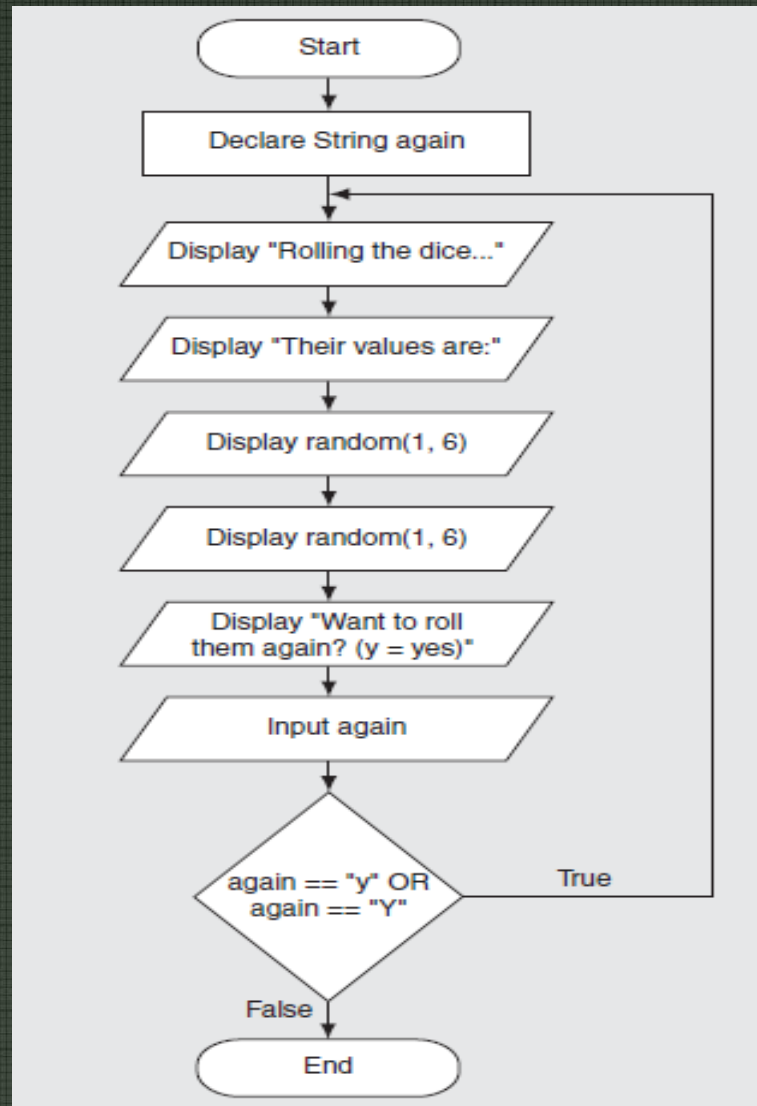 Start
Declare String again
Display "Rolling the dice..."
Display "Their values are:"
Display random(1, 6)
Display random(1, 6)
Display "Want to roll
them again? (y = yes)"
Input again
again == "y" OR
again == "Y"
True
False
End